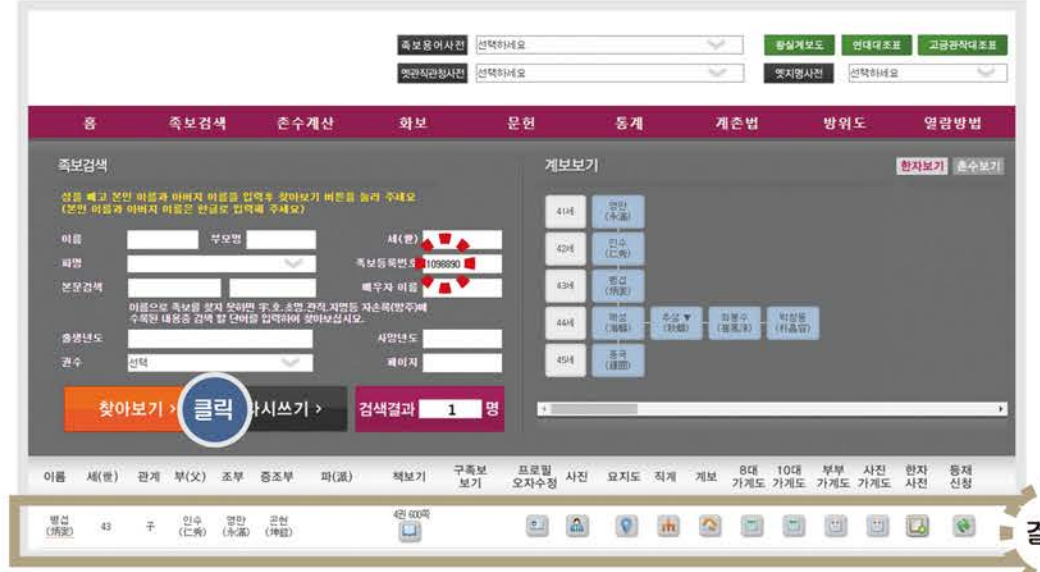 족보용어사전 선택하세요 황실계보도 연대대조표 고금관작대조표
옛관직관청사전 선택하세요 옛지명사전 선택하세요
홈 족보검색 촌수계산 화보 문헌 통계 계촌법 방위도 열람방법
족보검색
성을 빼고 본인 이름과 아버지 이름을 입력후 찾아보기 버튼을 눌러 주세요
(본인 이름과 아버지 이름은 한글로 입력해 주세요)
이름 부모명 세(世)
파명 족보등록번호 1098890
본문검색 배우자 이름
이름으로 족보를 찾지 못하면 字.호.초명.관직.지명등 자손록(방주)에
수록된 내용중 검색 할 단어를 입력하여 찾아보십시오.
출생년도 사망년도
권수 선택 페이지
찾아보기 › 클릭 다시쓰기 › 검색결과 1 명
계보보기 한자보기 촌수보기
41세 영만
(永滿)
42세 인수
(仁秀)
43세 병섭
44세 해성 추성 ▼ 최봉수 박창동
45세 종국
이름 세(世) 관계 부(父) 조부 증조부 파(派) 책보기 구족보
보기 프로필
오자수정 사진 묘지도 직계 계보 8대
가계도 10대
가계도 부부
가계도 사진
가계도 한자
사전 등재
신청
병섭 43 子 인수
(仁秀) 영만
(永滿) 곤현 4권 600쪽
결